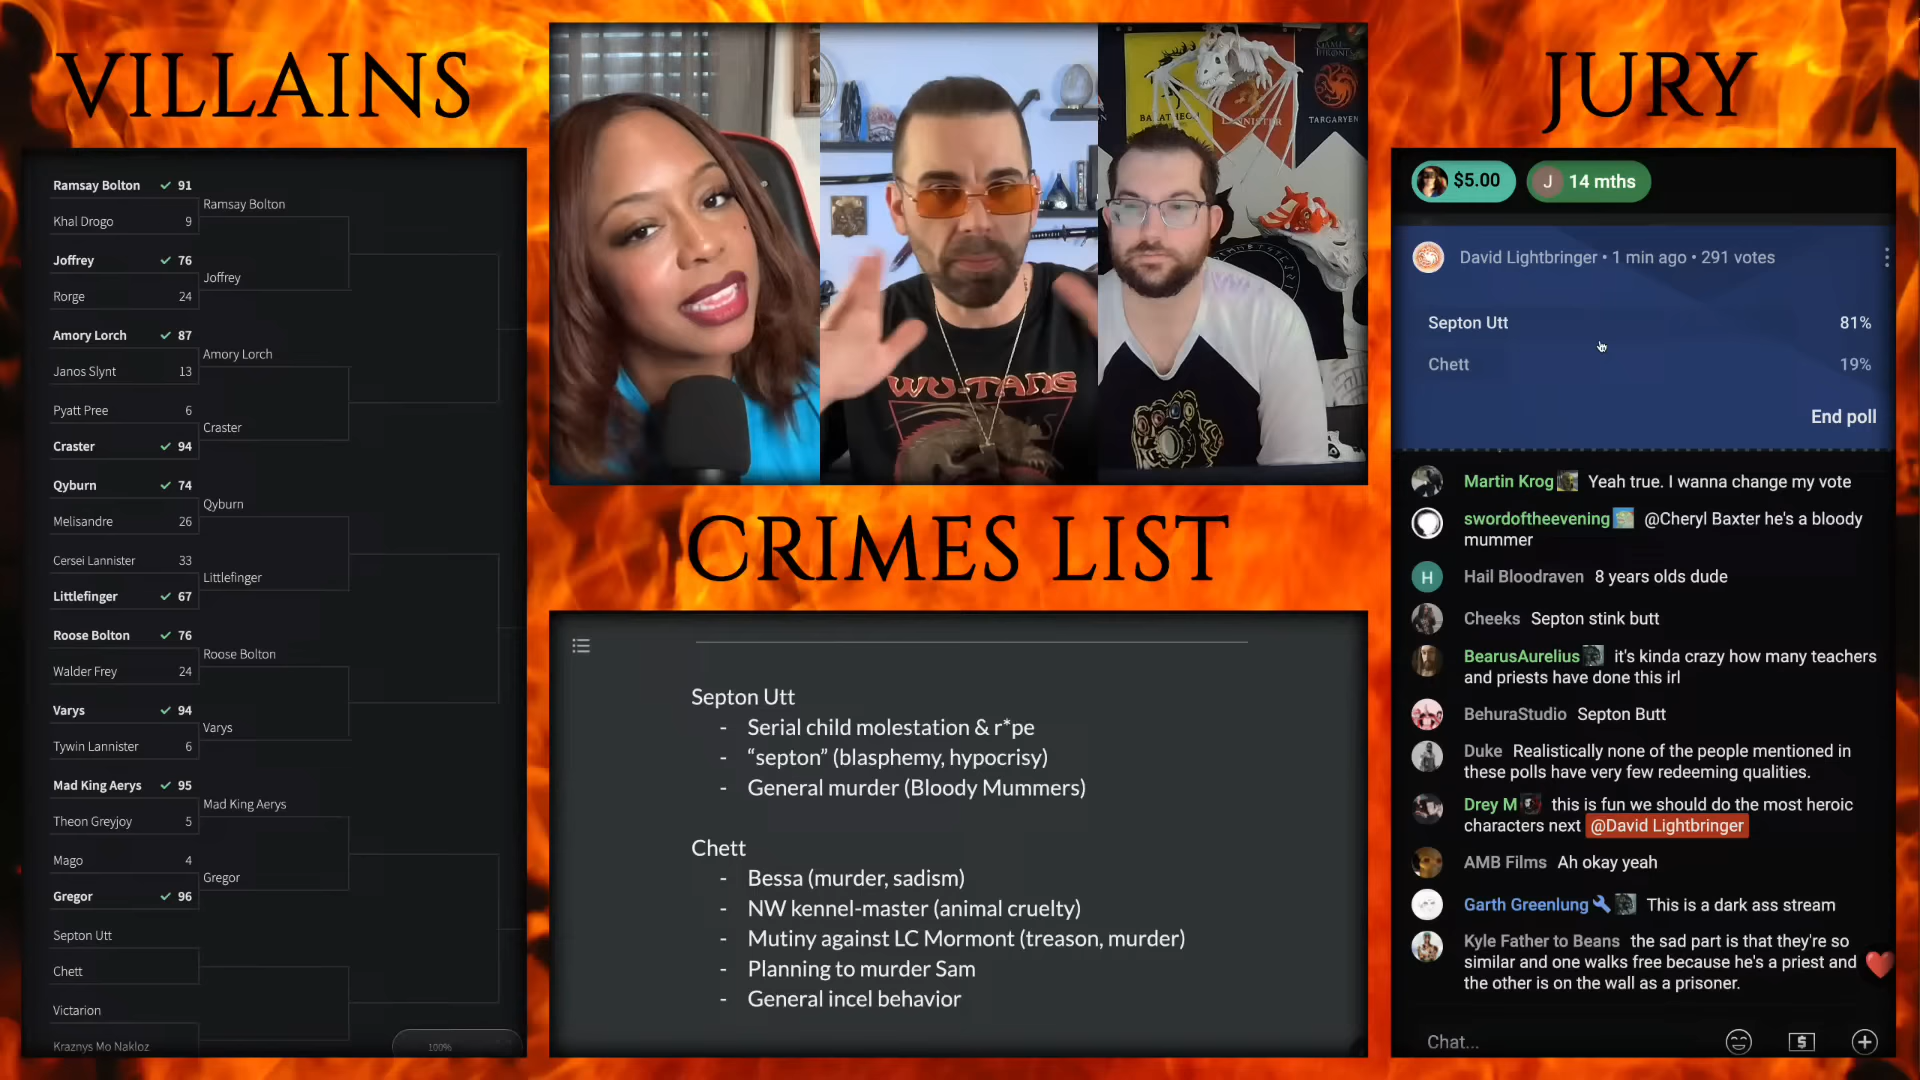 VILLAINS
Ramsay Bolton 91
Khal Drogo 9
Ramsay Bolton
Joffrey 76
Rorge 24
Joffrey
Amory Lorch 87
Janos Slynt 13
Amory Lorch
Pyatt Pree 6
Craster 94
Craster
Qyburn 74
Melisandre 26
Qyburn
Cersei Lannister 33
Littlefinger 67
Littlefinger
Roose Bolton 76
Walder Frey 24
Roose Bolton
Varys 94
Tywin Lannister 6
Varys
Mad King Aerys 95
Theon Greyjoy 5
Mad King Aerys
Mago 4
Gregor 96
Gregor
Septon Utt
Chett
Victarion
Kraznys Mo Nakloz
100%
BARATHEON
LANNISTER
GAME
THRONES
TARGARYEN
WU-TANG
CRIMES LIST
Septon Utt
- Serial child molestation & r*pe
- “septon” (blasphemy, hypocrisy)
- General murder (Bloody Mummers)
Chett
- Bessa (murder, sadism)
- NW kennel-master (animal cruelty)
- Mutiny against LC Mormont (treason, murder)
- Planning to murder Sam
- General incel behavior
JURY
$5.00
J 14 mths
David Lightbringer • 1 min ago • 291 votes
Septon Utt 81%
Chett 19%
End poll
Martin Krog Yeah true. I wanna change my vote
swordoftheevening @Cheryl Baxter he's a bloody
mummer
H Hail Bloodraven 8 years olds dude
Cheeks Septon stink butt
BearusAurelius it's kinda crazy how many teachers
and priests have done this irl
BehuraStudio Septon Butt
Duke Realistically none of the people mentioned in
these polls have very few redeeming qualities.
Drey M this is fun we should do the most heroic
characters next @David Lightbringer
AMB Films Ah okay yeah
Garth Greenlung This is a dark ass stream
Kyle Father to Beans the sad part is that they're so
similar and one walks free because he's a priest and
the other is on the wall as a prisoner.
Chat...